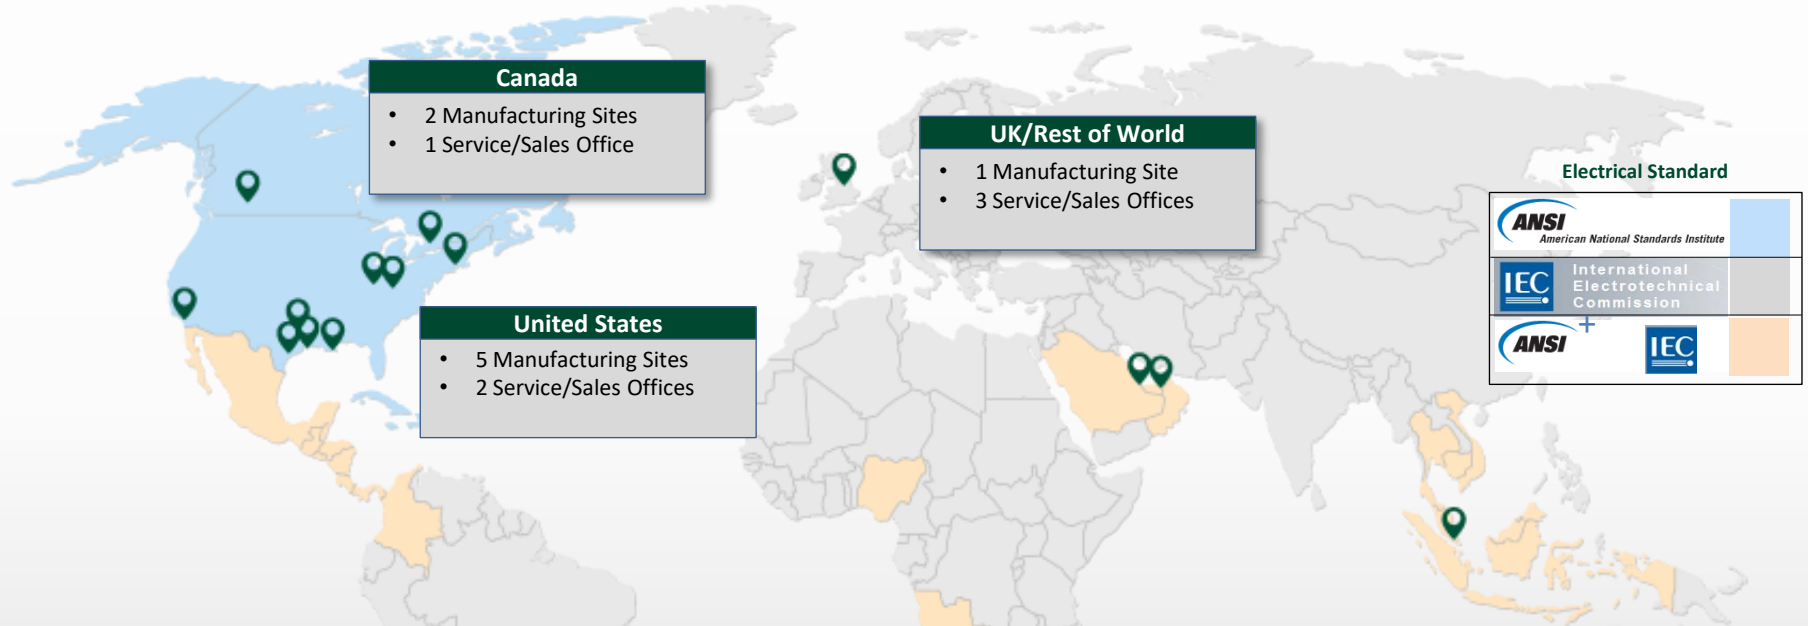 Canada
• 2 Manufacturing Sites
• 1 Service/Sales Office
UK/Rest of World
• 1 Manufacturing Site
• 3 Service/Sales Offices
United States
• 5 Manufacturing Sites
• 2 Service/Sales Offices
Electrical Standard
ANSI
American National Standards Institute
IEC
International
Electrotechnical
Commission
+
ANSI IEC